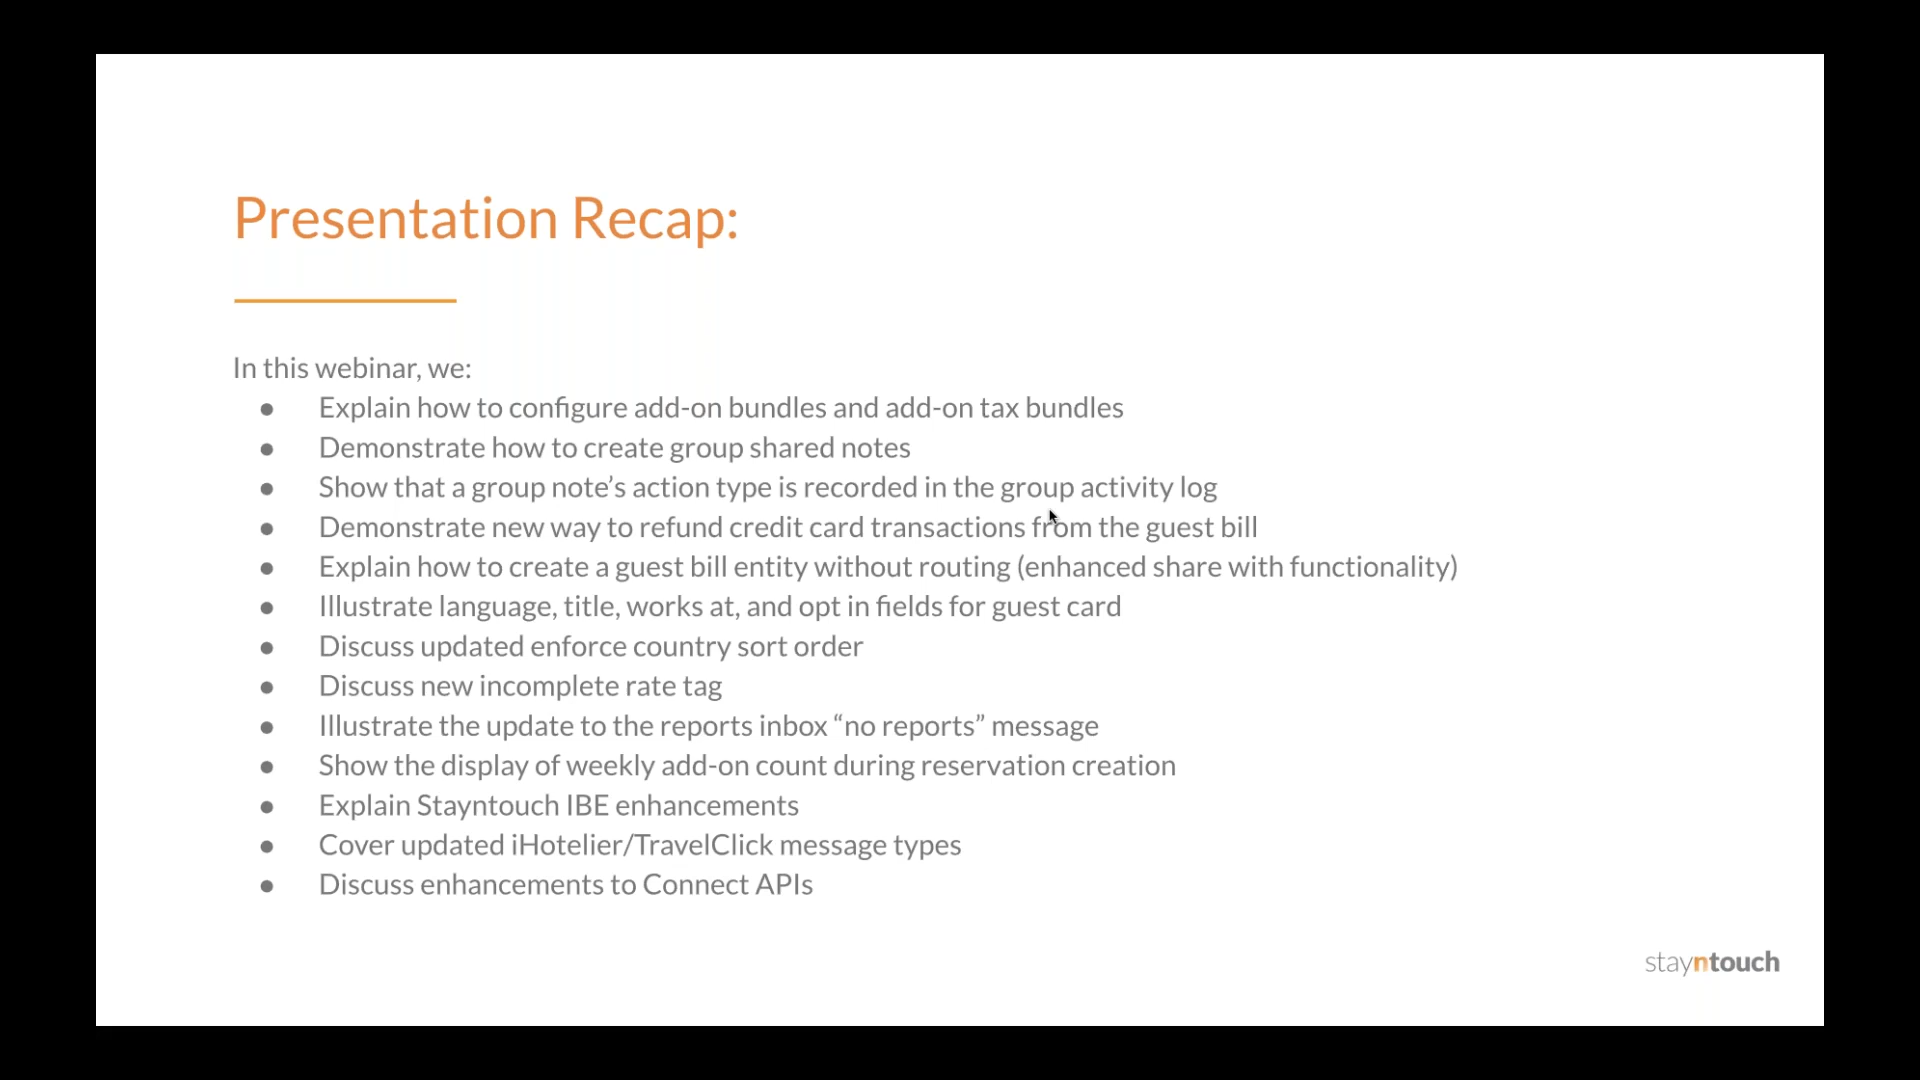 Presentation Recap:
In this webinar, we:
● Explain how to configure add-on bundles and add-on tax bundles
● Demonstrate how to create group shared notes
● Show that a group note’s action type is recorded in the group activity log
● Demonstrate new way to refund credit card transactions from the guest bill
● Explain how to create a guest bill entity without routing (enhanced share with functionality)
● Illustrate language, title, works at, and opt in fields for guest card
● Discuss updated enforce country sort order
● Discuss new incomplete rate tag
● Illustrate the update to the reports inbox “no reports” message
● Show the display of weekly add-on count during reservation creation
● Explain Stayntouch IBE enhancements
● Cover updated iHotelier/TravelClick message types
● Discuss enhancements to Connect APIs
stayntouch